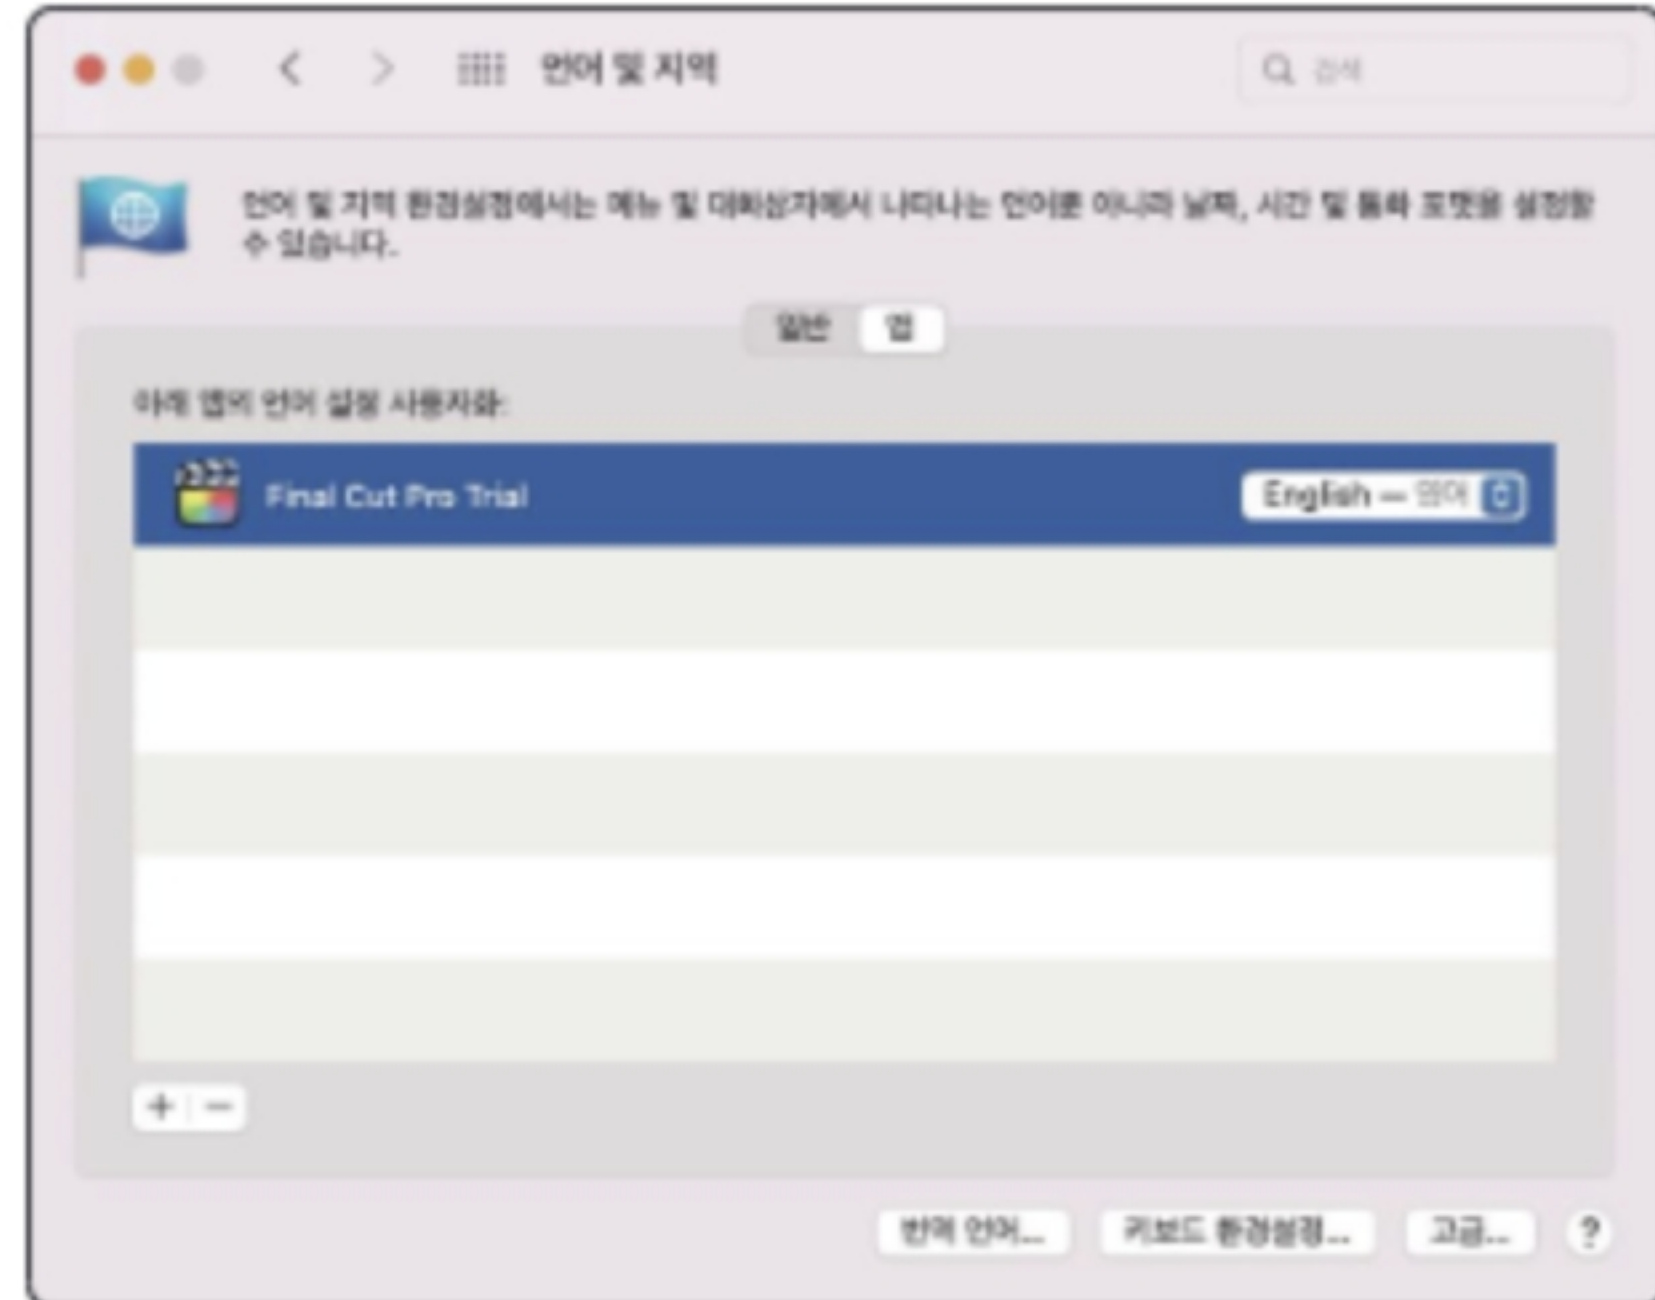 언어 및 지역
검색
언어 및 지역 환경설정에서는 메뉴 및 대화상자에서 나타나는 언어뿐 아니라 날짜, 시간 및 통화 포맷을 설정할
수 있습니다.
일반 앱
아래 앱의 언어 설정 사용자화:
Final Cut Pro Trial
English — 영어
+ −
번역 언어... 키보드 환경설정... 고급... ?